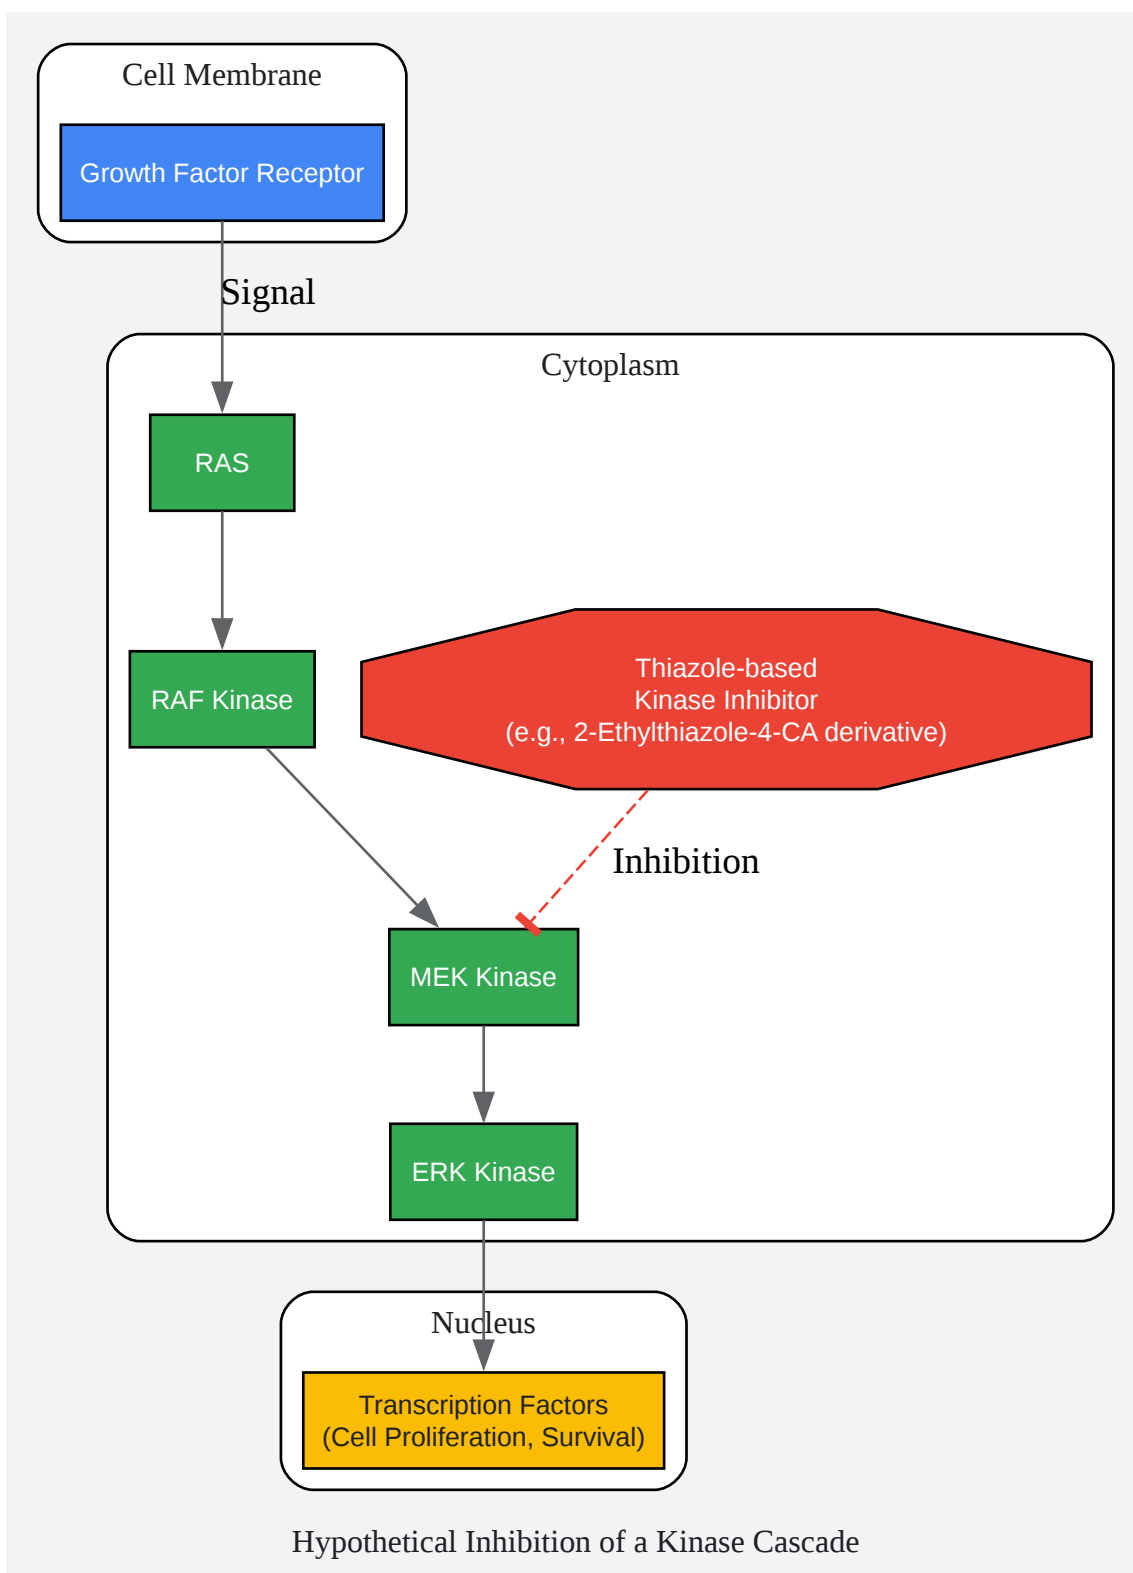 Cell Membrane
Growth Factor Receptor
Signal
Cytoplasm
RAS
RAF Kinase
Thiazole-based
Kinase Inhibitor
(e.g., 2-Ethylthiazole-4-CA derivative)
Inhibition
MEK Kinase
ERK Kinase
Nucleus
Transcription Factors
(Cell Proliferation, Survival)
Hypothetical Inhibition of a Kinase Cascade